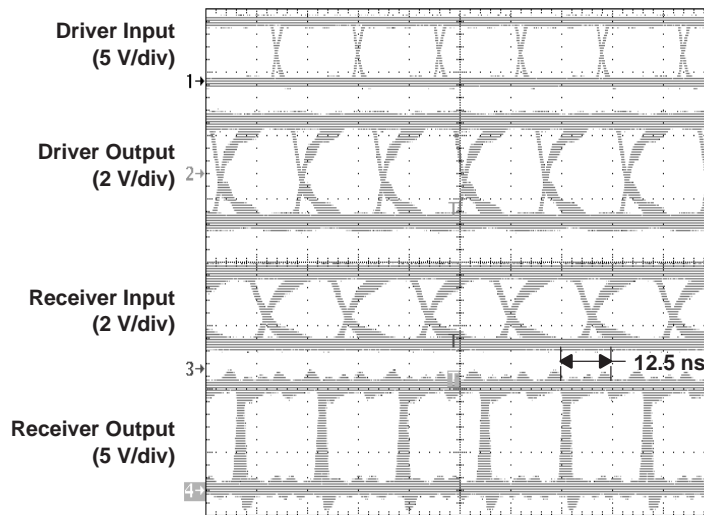 Driver Input
(5 V/div)
1
Driver Output
(2 V/div)
2
T
Receiver Input
(2 V/div)
T
3
12.5 ns
T
Receiver Output
(5 V/div)
4